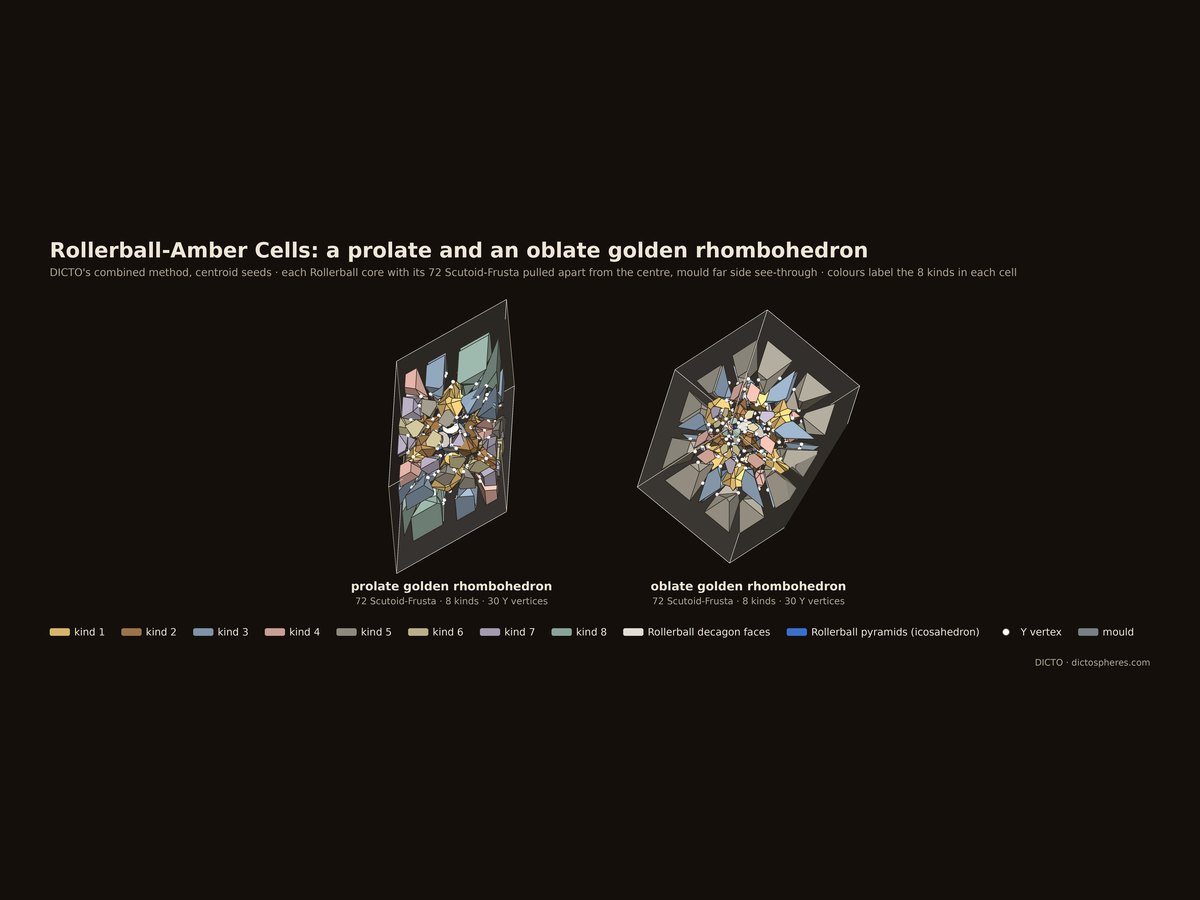 Rollerball-Amber Cells: a prolate and an oblate golden rhombohedron
DICTO's combined method, centroid seeds · each Rollerball core with its 72 Scutoid-Frusta pulled apart from the centre, mould far side see-through · colours label the 8 kinds in each cell
prolate golden rhombohedron
72 Scutoid-Frusta · 8 kinds · 30 Y vertices
oblate golden rhombohedron
72 Scutoid-Frusta · 8 kinds · 30 Y vertices
kind 1 kind 2 kind 3 kind 4 kind 5 kind 6 kind 7 kind 8 Rollerball decagon faces Rollerball pyramids (icosahedron) Y vertex mould
DICTO · dictospheres.com